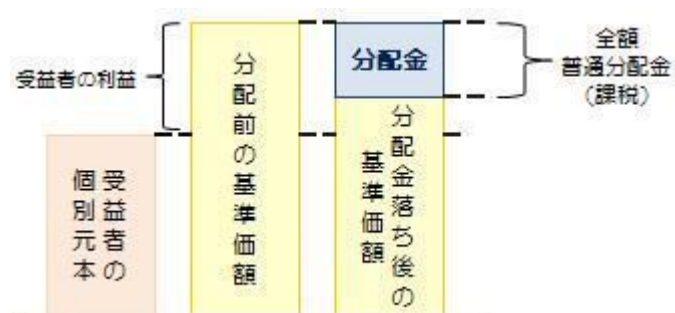 受益者の利益
受益者の
個別元本
分配前の基準価額
分配金
分配金落ち後の
基準価額
全額
普通分配金
(課税)